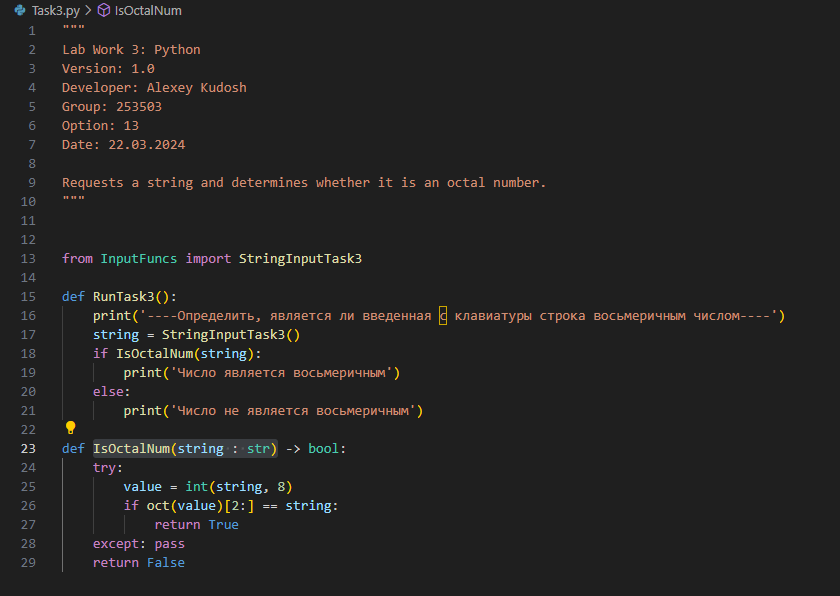 Task3.py > IsOctalNum
1 """
2 Lab Work 3: Python
3 Version: 1.0
4 Developer: Alexey Kudosh
5 Group: 253503
6 Option: 13
7 Date: 22.03.2024
8
9 Requests a string and determines whether it is an octal number.
10 """
11
12
13 from InputFuncs import StringInputTask3
14
15 def RunTask3():
16 print('----Определить, является ли введенная с клавиатуры строка восьмеричным числом----')
17 string = StringInputTask3()
18 if IsOctalNum(string):
19 print('Число является восьмеричным')
20 else:
21 print('Число не является восьмеричным')
22
23 def IsOctalNum(string : str) -> bool:
24 try:
25 value = int(string, 8)
26 if oct(value)[2:] == string:
27 return True
28 except: pass
29 return False